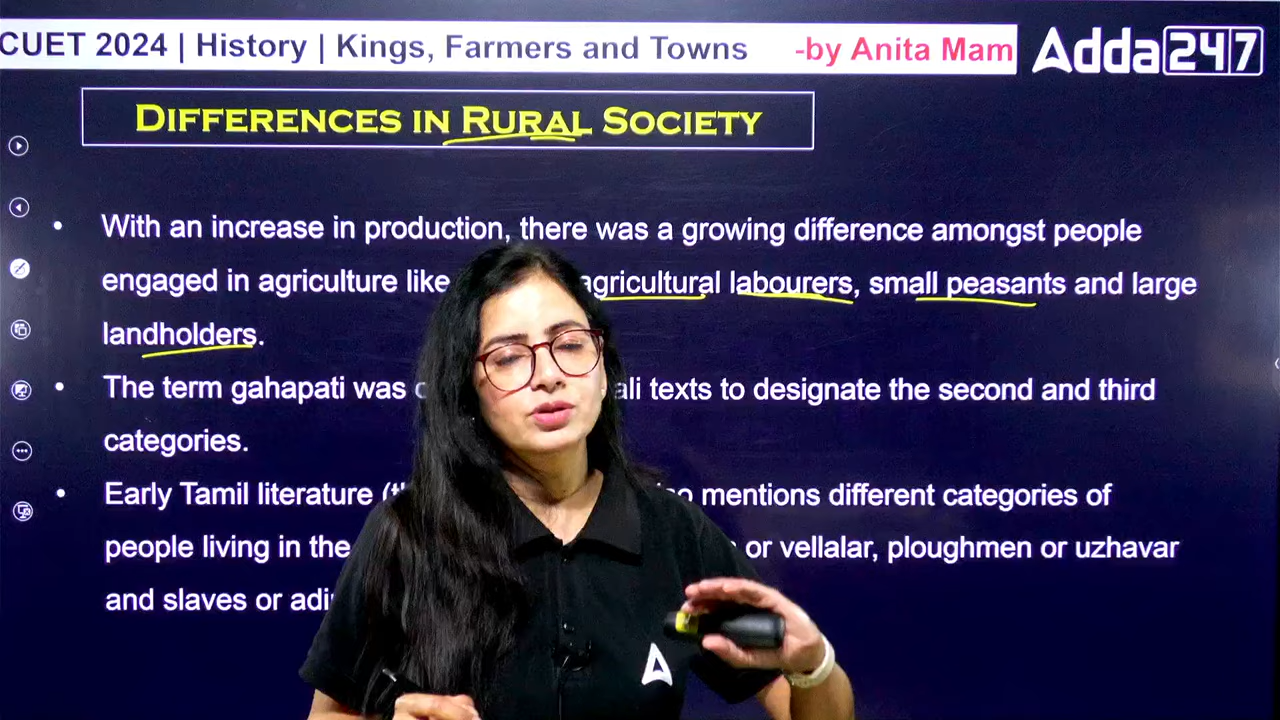 CUET 2024 | History | Kings, Farmers and Towns -by Anita Mam Adda247
DIFFERENCES IN RURAL SOCIETY
• With an increase in production, there was a growing difference amongst people
engaged in agriculture like agricultural labourers, small peasants and large
landholders.
• The term gahapati was texts to designate the second and third
categories.
• Early Tamil literature mentions different categories of
people living in the or vellalar, ploughmen or uzhavar
and slaves or